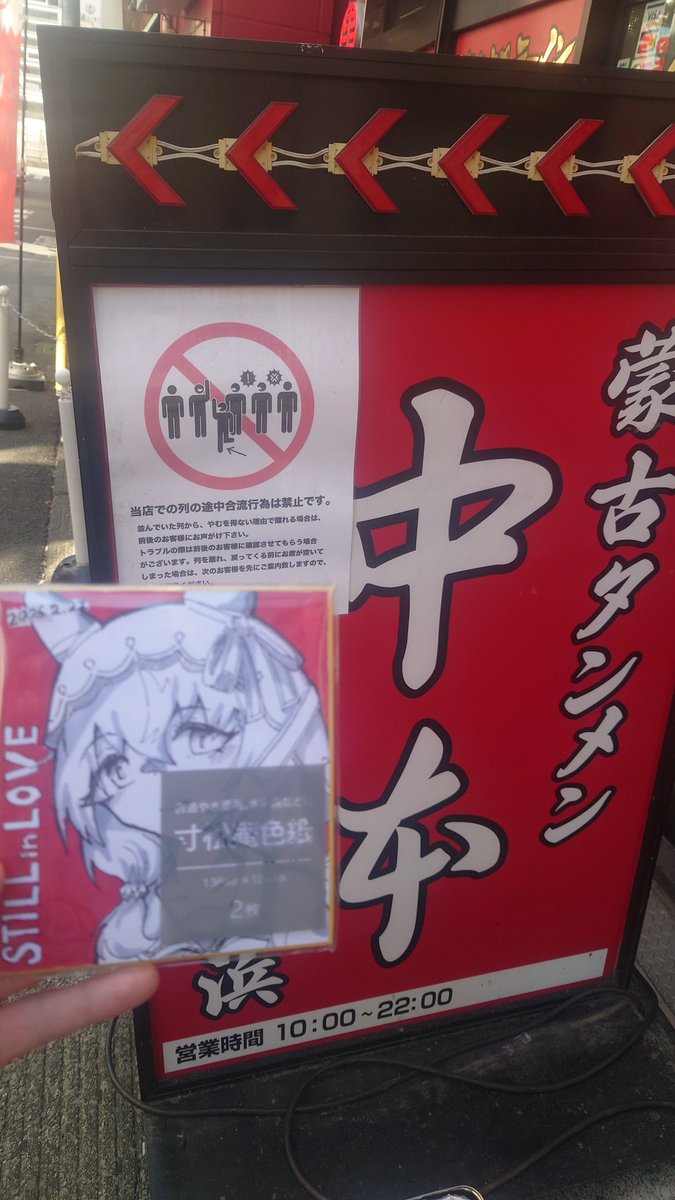 蒙古タンメン
中本
浜
営業時間 10:00~22:00
当店での列の途中合流行為は禁止です。
並んでいた列から、やむを得ない理由で離れる場合は、
前後のお客様にお声がけ下さい。
トラブルの際は前後のお客様に確認させてもらう場合
がございます。列を離れ、戻ってくる前にお席が空いて
しまった場合は、次のお客様を先にご案内致しますので、
STILL in LOVE
色紙
2枚